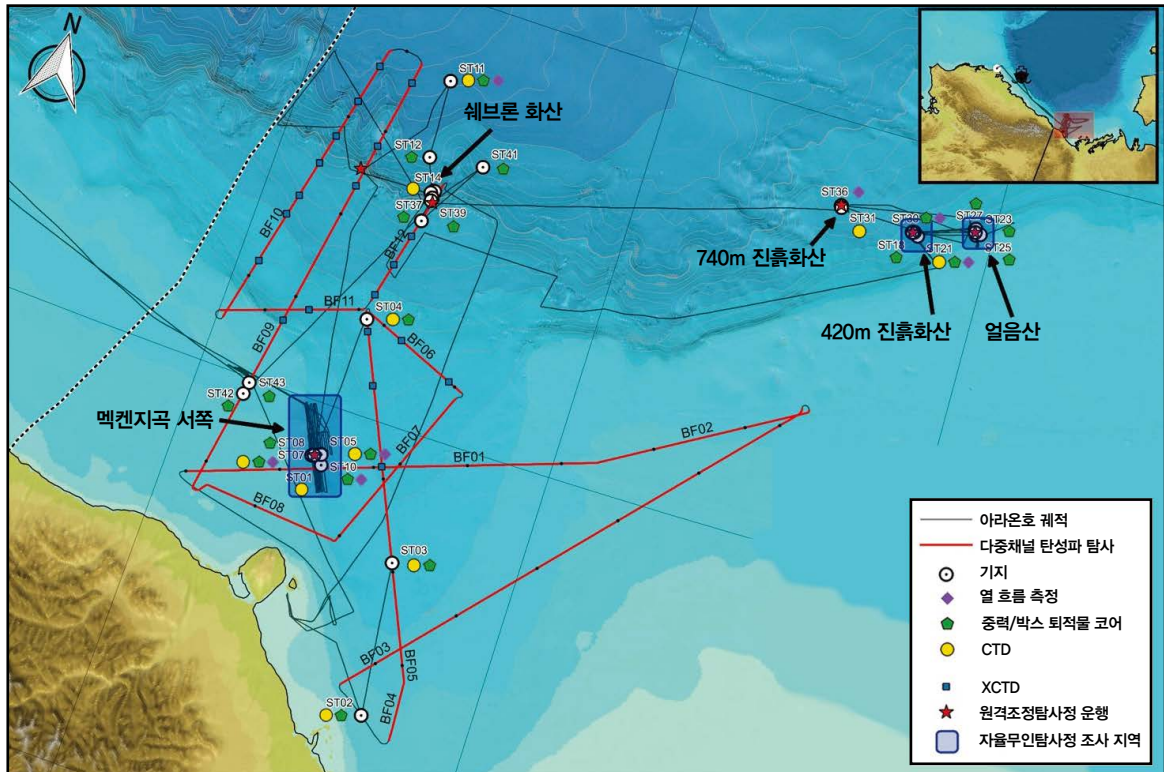 N
ST11
쉐브론 화산
ST12
ST41
ST14
ST37
ST39
BF10
BF12
ST36
ST31
740m 진흙화산
ST18
ST21
ST27
ST23
ST25
420m 진흙화산
얼음산
BF11
ST04
BF09
BF06
ST43
ST42
멕켄지곡 서쪽
ST08
ST05
ST07
ST10
ST01
BF07
BF01
BF02
BF08
ST03
BF03
BF05
BF04
ST02
아라온호 궤적
다중채널 탄성파 탐사
기지
열 흐름 측정
중력/박스 퇴적물 코어
CTD
XCTD
원격조정탐사정 운행
자율무인탐사정 조사 지역